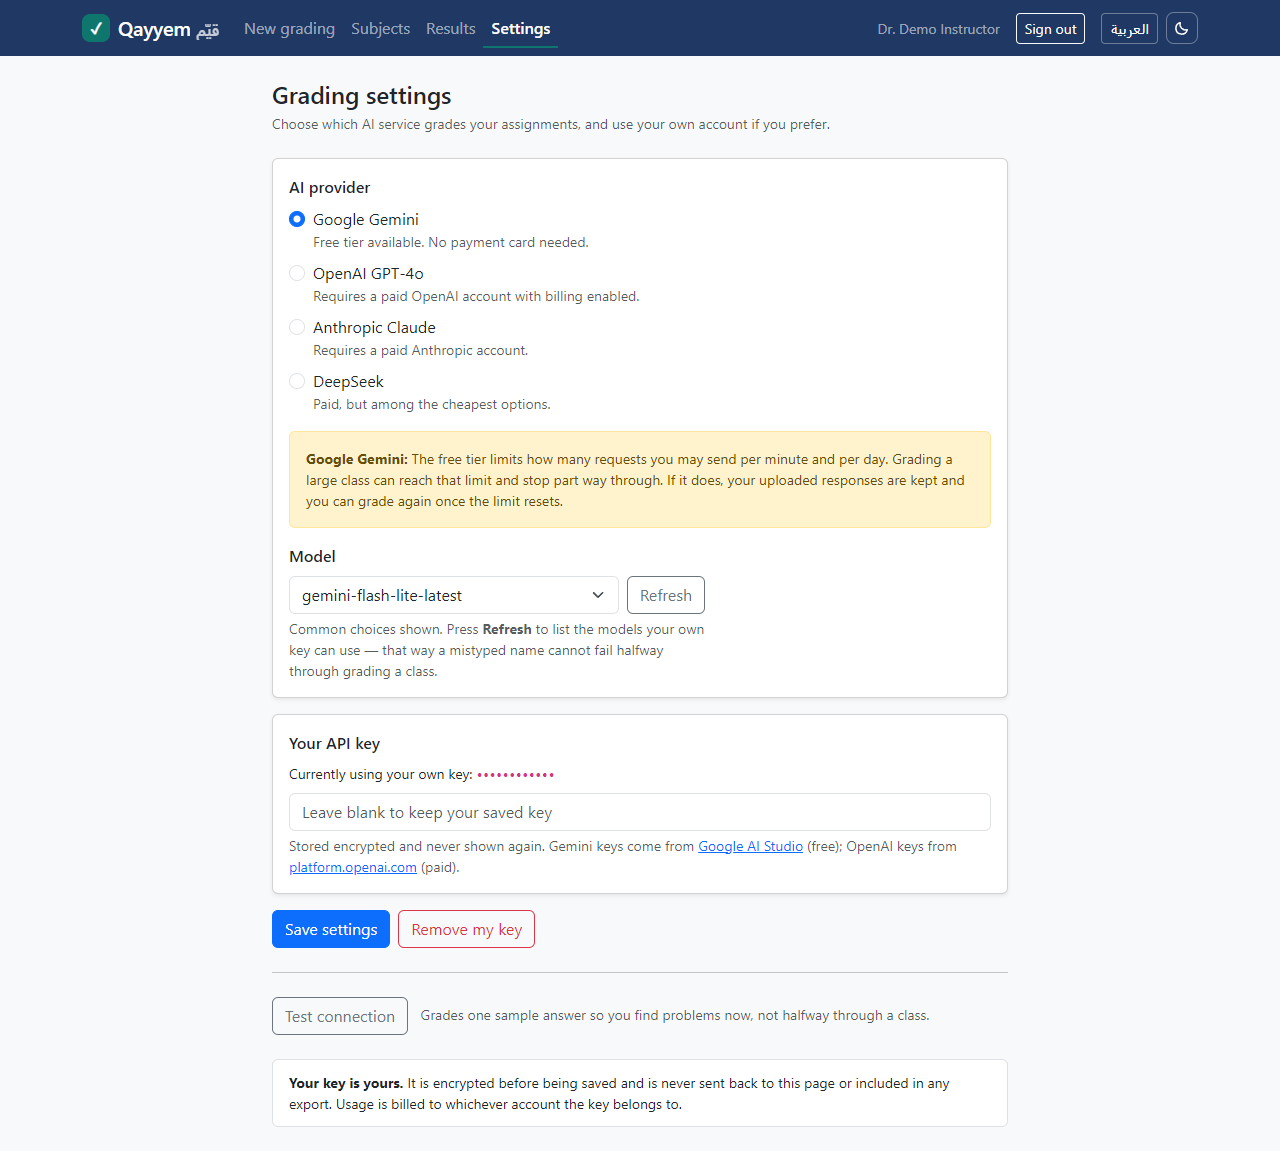 Qayyem قيّم New grading Subjects Results Settings Dr. Demo Instructor Sign out العربية
Grading settings
Choose which AI service grades your assignments, and use your own account if you prefer.
AI provider
Google Gemini
Free tier available. No payment card needed.
OpenAI GPT-4o
Requires a paid OpenAI account with billing enabled.
Anthropic Claude
Requires a paid Anthropic account.
DeepSeek
Paid, but among the cheapest options.
Google Gemini: The free tier limits how many requests you may send per minute and per day. Grading a
large class can reach that limit and stop part way through. If it does, your uploaded responses are kept and
you can grade again once the limit resets.
Model
gemini-flash-lite-latest Refresh
Common choices shown. Press Refresh to list the models your own
key can use — that way a mistyped name cannot fail halfway
through grading a class.
Your API key
Currently using your own key: ••••••••••••
Leave blank to keep your saved key
Stored encrypted and never shown again. Gemini keys come from Google AI Studio (free); OpenAI keys from
platform.openai.com (paid).
Save settings Remove my key
Test connection Grades one sample answer so you find problems now, not halfway through a class.
Your key is yours. It is encrypted before being saved and is never sent back to this page or included in any
export. Usage is billed to whichever account the key belongs to.